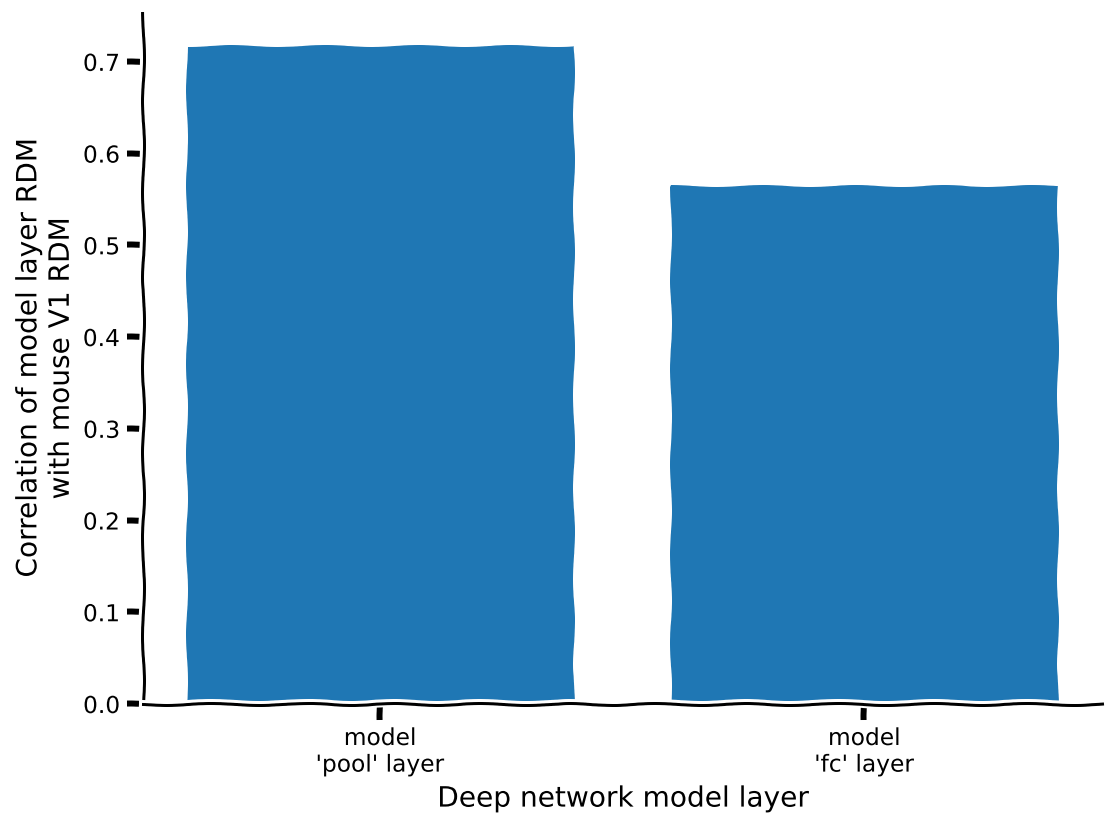 Correlation of model layer RDM
with mouse V1 RDM
0.7
0.6
0.5
0.4
0.3
0.2
0.1
0.0
model
'pool' layer
model
'fc' layer
Deep network model layer